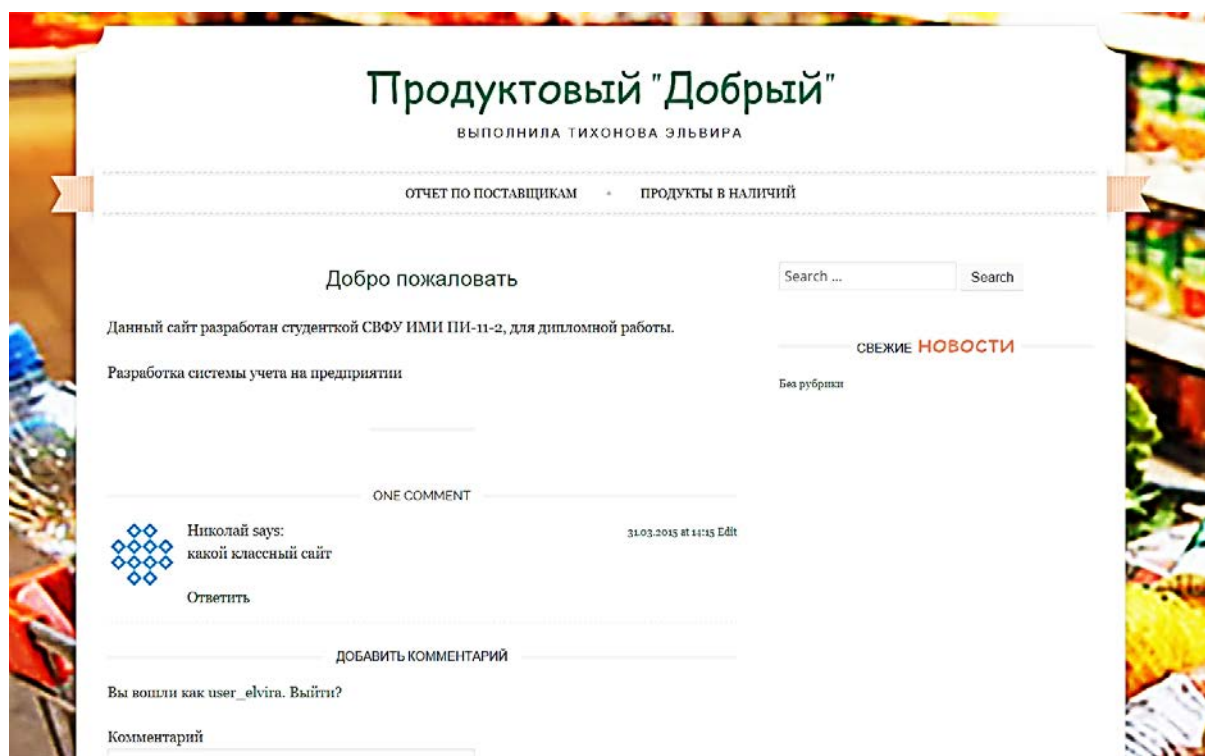 Продуктовый "Добрый"
ВЫПОЛНИЛА ТИХОНОВА ЭЛЬВИРА
ОТЧЕТ ПО ПОСТАВЩИКАМ
ПРОДУКТЫ В НАЛИЧИЙ
Добро пожаловать
Данный сайт разработан студенткой СВФУ ИМИ ПИ-11-2, для дипломной работы.
Разработка системы учета на предприятии
ONE COMMENT
Николай says:
31.03.2015 at 14:15 Edit
какой классный сайт
Ответить
ДОБАВИТЬ КОММЕНТАРИЙ
Вы вошли как user_elvira. Выйти?
Комментарий
Search ...
Search
СВЕЖИЕ НОВОСТИ
Без рубрики